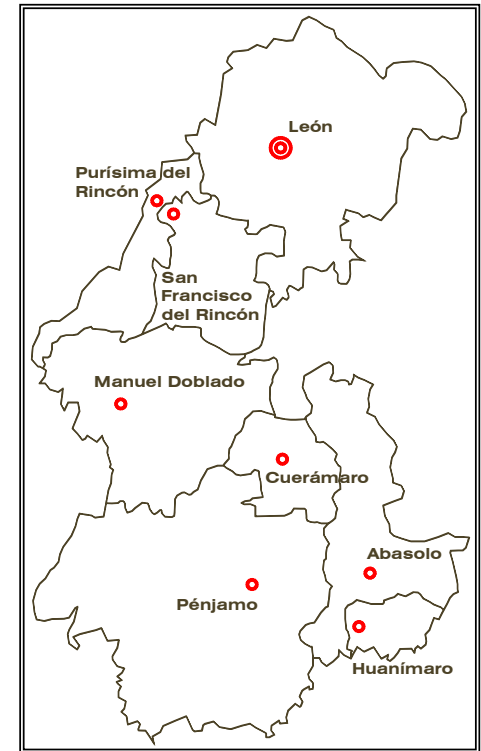 León
Purísima del
Rincón
San
Francisco
del Rincón
Manuel Doblado
Cuerámaro
Abasolo
Pénjamo
Huanímaro